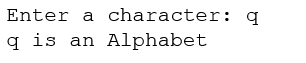 Enter a character: q
q is an Alphabet